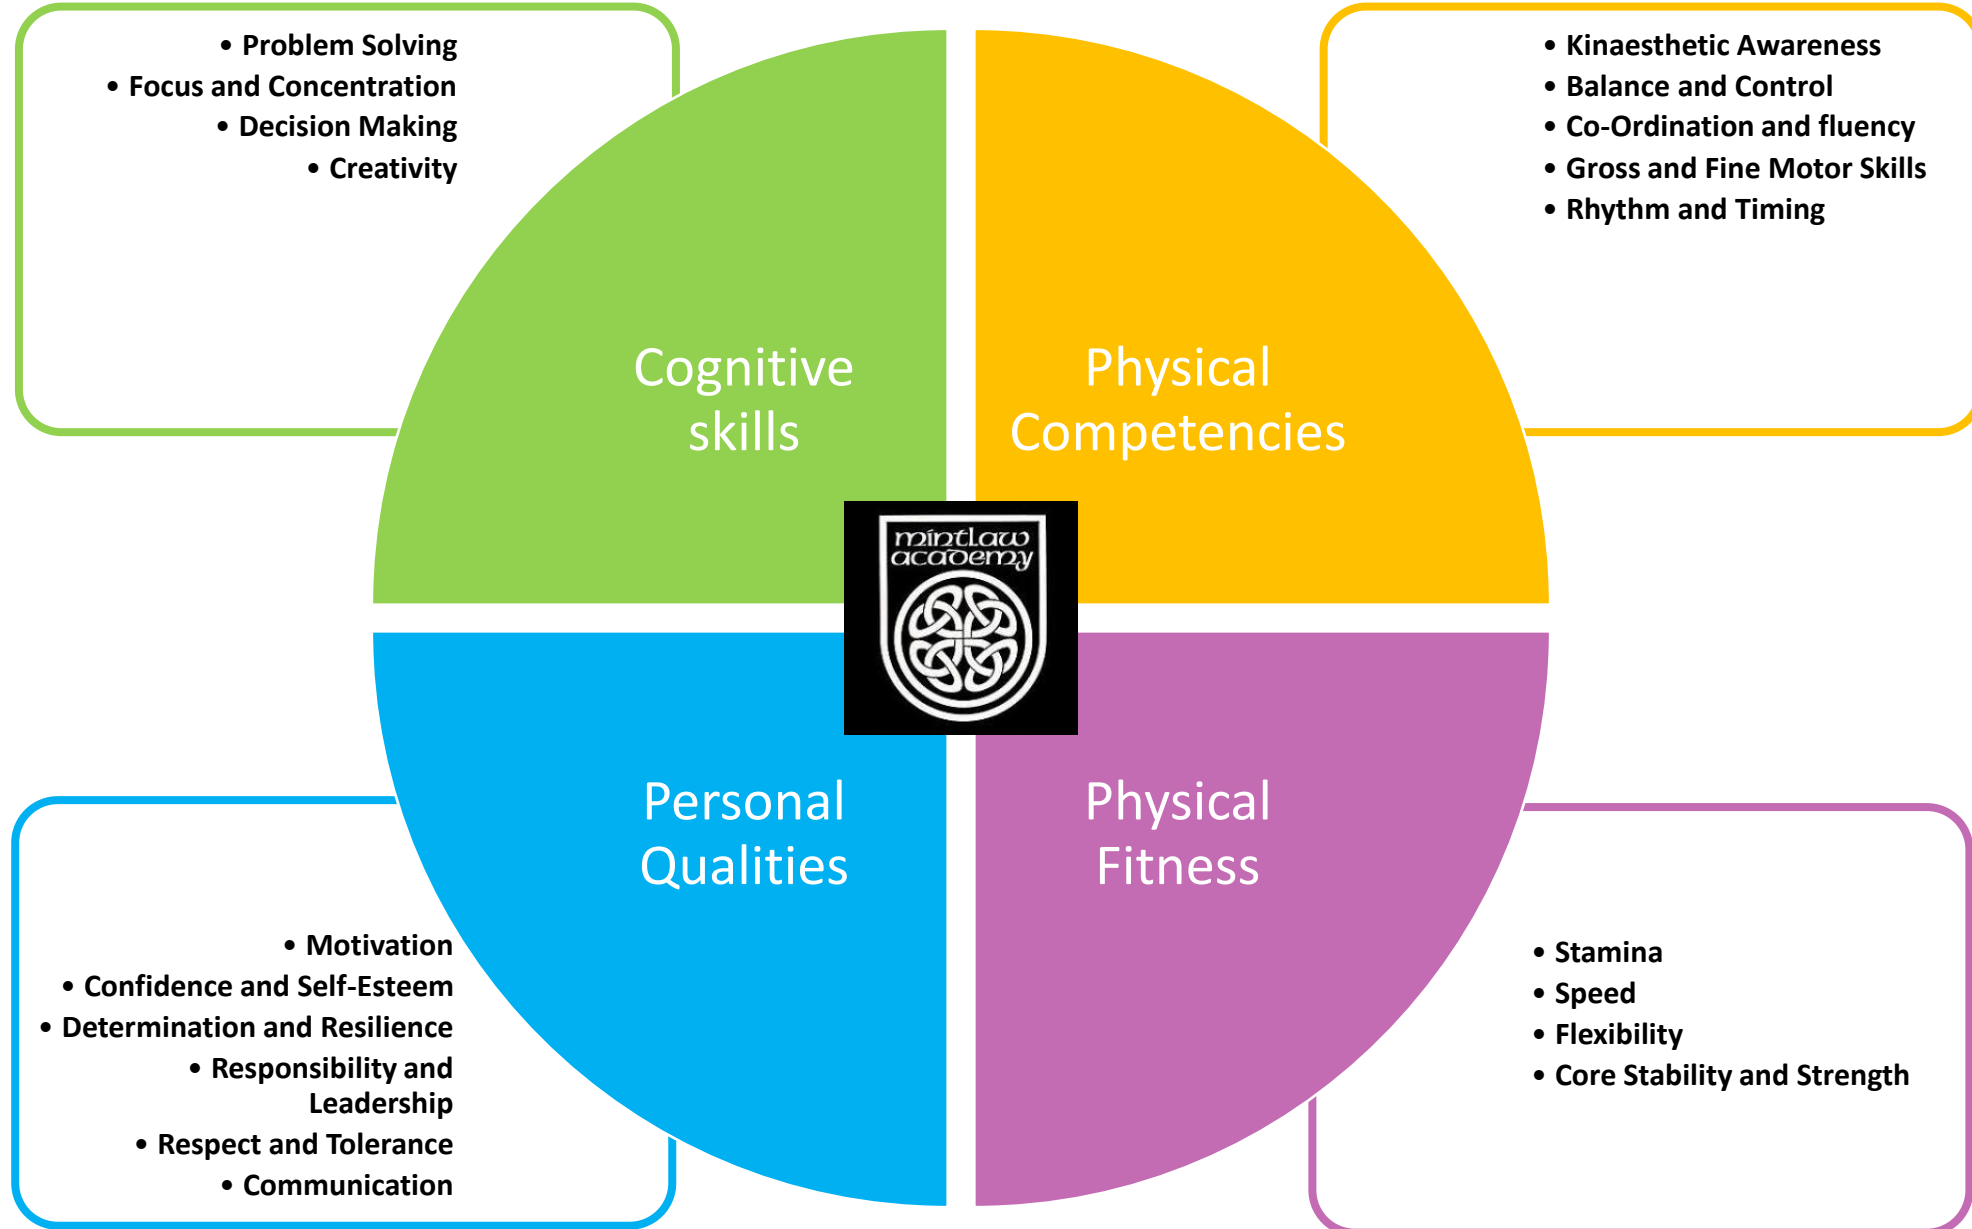 • Problem Solving
• Focus and Concentration
• Decision Making
• Creativity
• Kinaesthetic Awareness
• Balance and Control
• Co-Ordination and fluency
• Gross and Fine Motor Skills
• Rhythm and Timing
Cognitive
skills
Physical
Competencies
mintlaw
academy
Personal
Qualities
Physical
Fitness
• Motivation
• Confidence and Self-Esteem
• Determination and Resilience
• Responsibility and
Leadership
• Respect and Tolerance
• Communication
• Stamina
• Speed
• Flexibility
• Core Stability and Strength